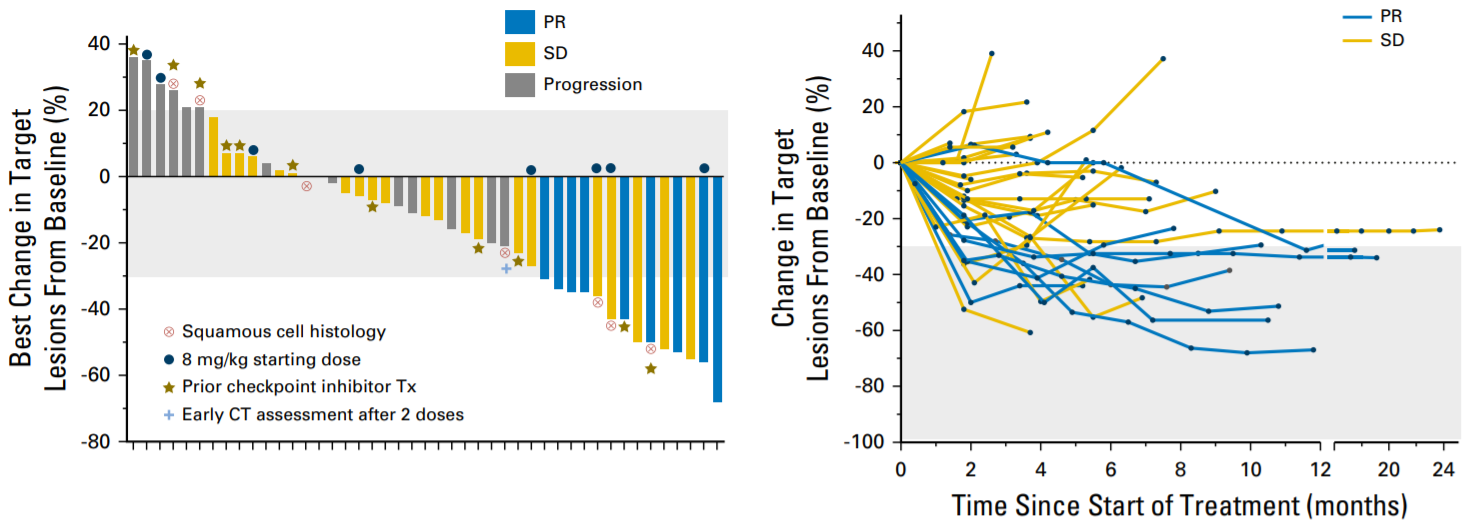 Best Change in Target
Lesions From Baseline (%)
40
20
0
-20
-40
-60
-80
PR
SD
Progression
Squamous cell histology
8 mg/kg starting dose
Prior checkpoint inhibitor Tx
Early CT assessment after 2 doses
Change in Target
Lesions From Baseline (%)
40
20
0
-20
-40
-60
-80
-100
PR
SD
0 2 4 6 8 10 12 20 24
Time Since Start of Treatment (months)